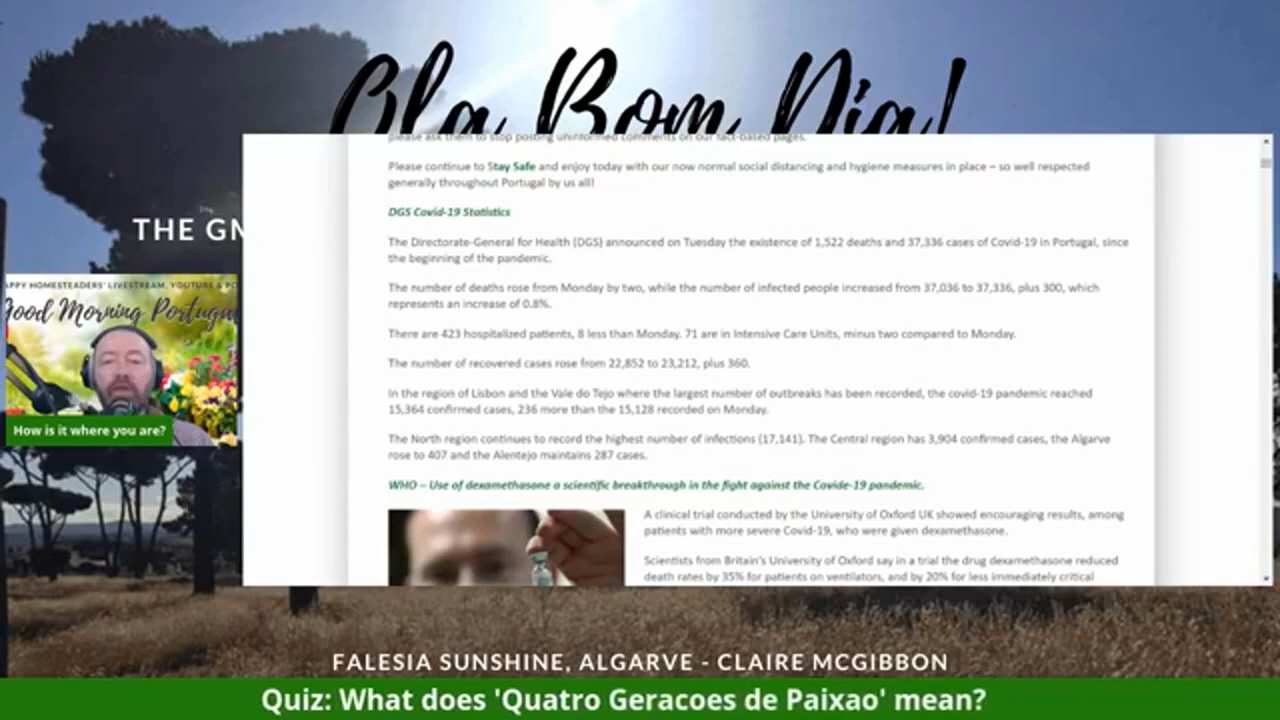 Ola Bom Dia!
please ask them to stop posting uninformed comments on our fact-based pages.
Please continue to Stay Safe and enjoy today with our now normal social distancing and hygiene measures in place – so well respected
generally throughout Portugal by us all!
DGS Covid-19 Statistics
THE GM
The Directorate-General for Health (DGS) announced on Tuesday the existence of 1,522 deaths and 37,336 cases of Covid-19 in Portugal, since
the beginning of the pandemic.
The number of deaths rose from Monday by two, while the number of infected people increased from 37,036 to 37,336, plus 300, which
represents an increase of 0.8%.
There are 423 hospitalized patients, 8 less than Monday. 71 are in Intensive Care Units, minus two compared to Monday.
The number of recovered cases rose from 22,852 to 23,212, plus 360.
In the region of Lisbon and the Vale do Tejo where the largest number of outbreaks has been recorded, the covid-19 pandemic reached
15,364 confirmed cases, 236 more than the 15,128 recorded on Monday.
The North region continues to record the highest number of infections (17,141). The Central region has 3,904 confirmed cases, the Algarve
rose to 407 and the Alentejo maintains 287 cases.
WHO – Use of dexamethasone a scientific breakthrough in the fight against the Covide-19 pandemic.
A clinical trial conducted by the University of Oxford UK showed encouraging results, among
patients with more severe Covid-19, who were given dexamethasone.
Scientists from Britain's University of Oxford say in a trial the drug dexamethasone reduced
death rates by 35% for patients on ventilators, and by 20% for less immediately critical
APPY HOMESTEADERS' LIVESTREAM, YOUTUBE & PO
Good Morning Portugal
How is it where you are?
FALESIA SUNSHINE, ALGARVE - CLAIRE MCGIBBON
Quiz: What does 'Quatro Geracoes de Paixao' mean?